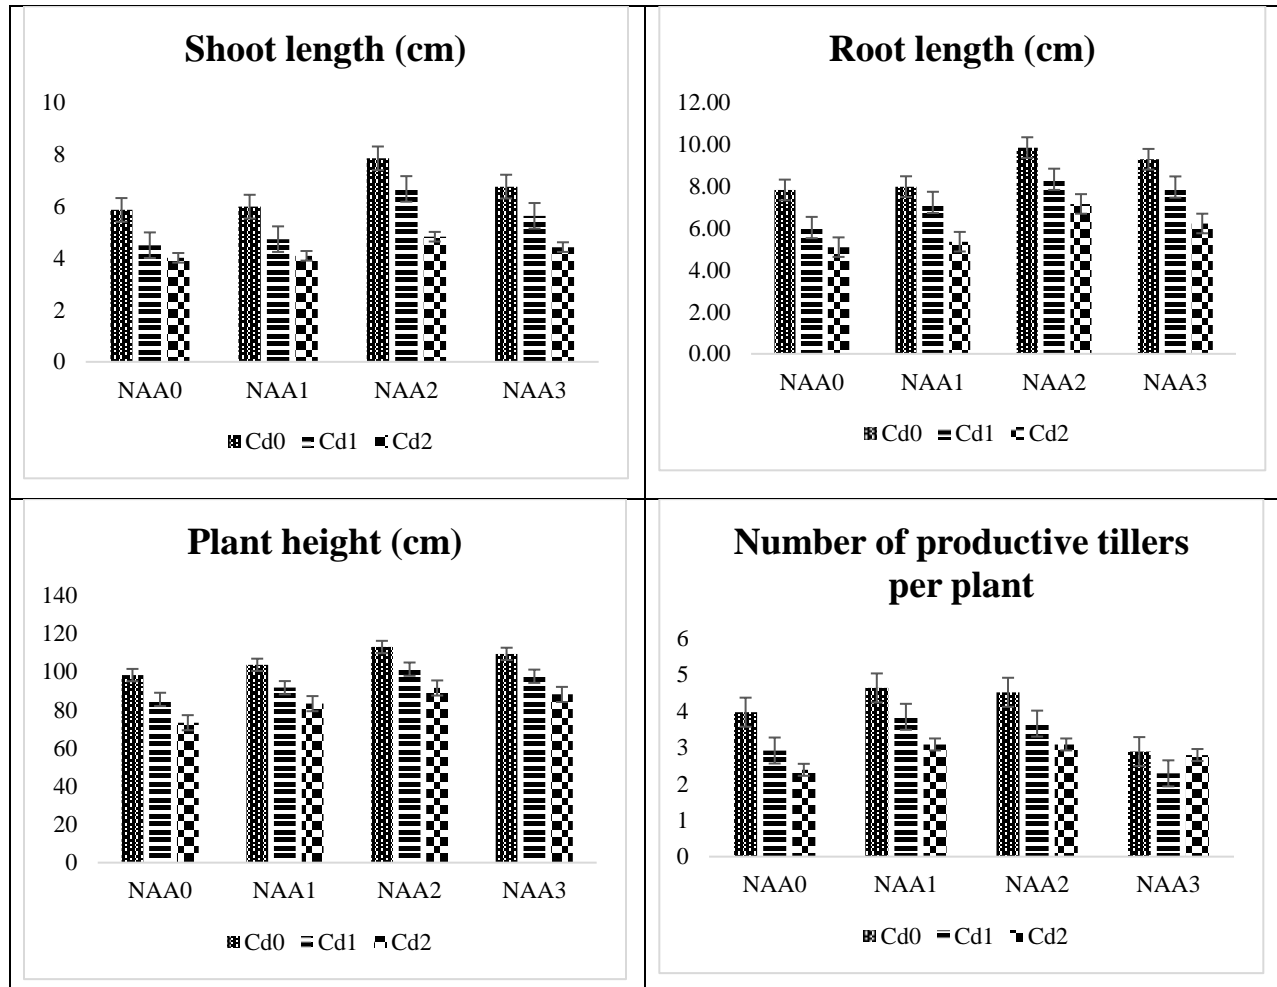 Shoot length (cm)
10
8
6
4
2
0
NAA0 NAA1 NAA2 NAA3
Cd0 Cd1 Cd2
Root length (cm)
12.00
10.00
8.00
6.00
4.00
2.00
0.00
NAA0 NAA1 NAA2 NAA3
Cd0 Cd1 Cd2
Plant height (cm)
140
120
100
80
60
40
20
0
NAA0 NAA1 NAA2 NAA3
Cd0 Cd1 Cd2
Number of productive tillers
per plant
6
5
4
3
2
1
0
NAA0 NAA1 NAA2 NAA3
Cd0 Cd1 Cd2